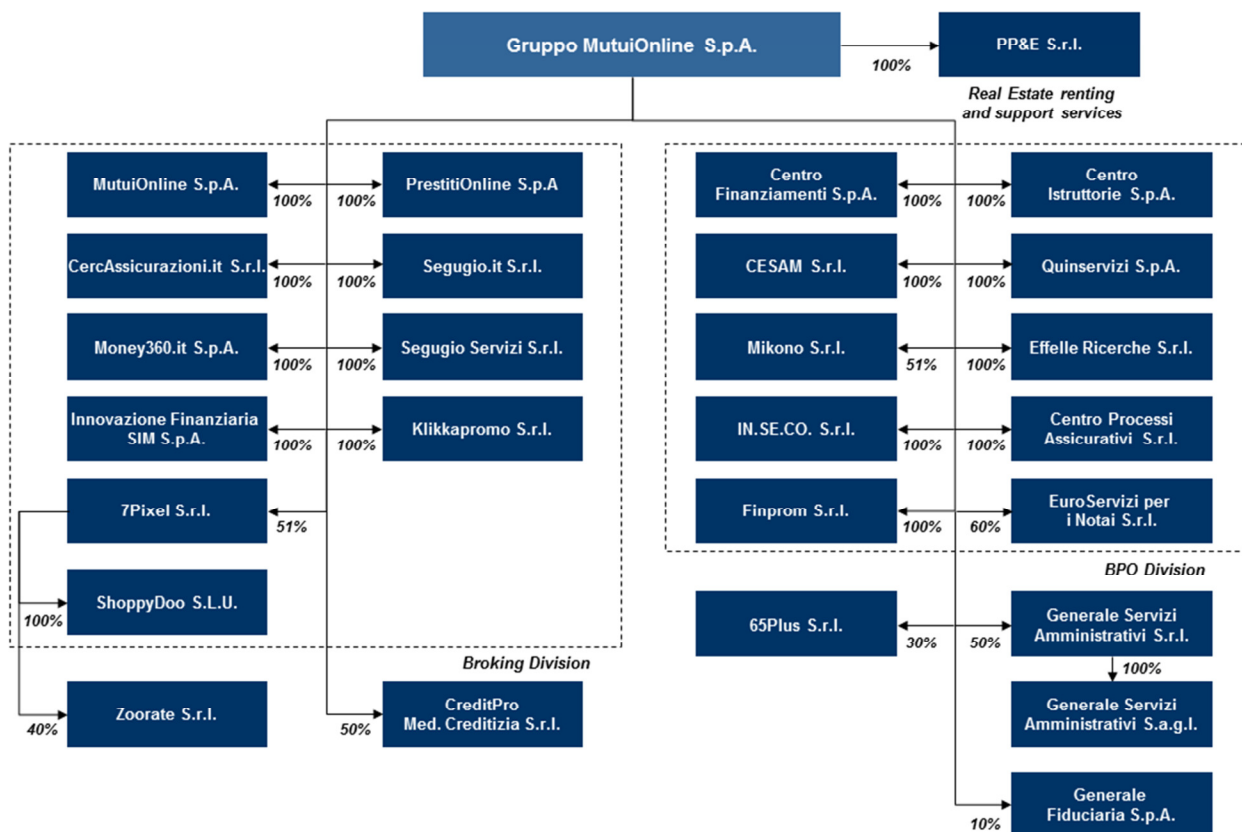 Gruppo MutuiOnline S.p.A.
PP&E S.r.l.
100%
Real Estate renting
and support services
MutuiOnline S.p.A.
100%
100%
PrestitiOnline S.p.A
CercAssicurazioni.it S.r.l.
100%
100%
Segugio.it S.r.l.
Money360.it S.p.A.
100%
100%
Segugio Servizi S.r.l.
Innovazione Finanziaria
SIM S.p.A.
100%
100%
Klikkapromo S.r.l.
7Pixel S.r.l.
51%
ShoppyDoo S.L.U.
100%
Broking Division
Zoorate S.r.l.
40%
50%
CreditPro
Med. Creditizia S.r.l.
Centro
Finanziamenti S.p.A.
100%
100%
Centro
Istruttorie S.p.A.
CESAM S.r.l.
100%
100%
Quinservizi S.p.A.
Mikono S.r.l.
51%
100%
Effelle Ricerche S.r.l.
IN.SE.CO. S.r.l.
100%
100%
Centro Processi
Assicurativi S.r.l.
Finprom S.r.l.
100%
60%
EuroServizi per
i Notai S.r.l.
BPO Division
65Plus S.r.l.
30%
50%
Generale Servizi
Amministrativi S.r.l.
100%
Generale Servizi
Amministrativi S.a.g.l.
10%
Generale
Fiduciaria S.p.A.